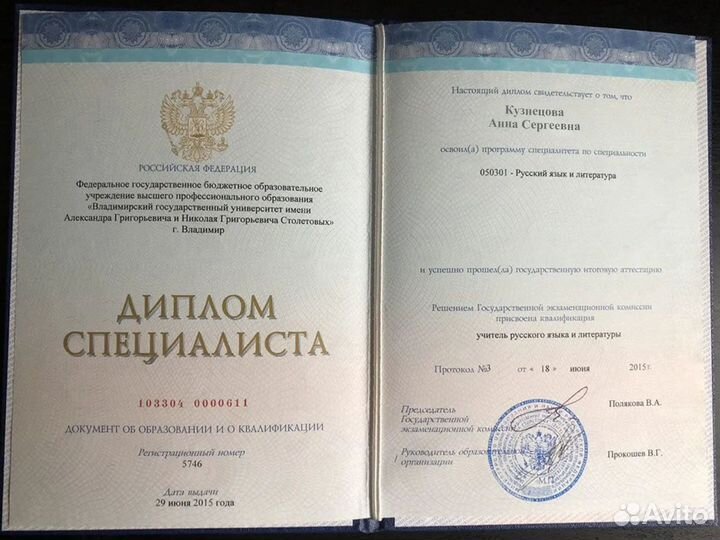 РОССИЙСКАЯ ФЕДЕРАЦИЯ
Федеральное государственное бюджетное образовательное
учреждение высшего профессионального образования
«Владимирский государственный университет имени
Александра Григорьевича и Николая Григорьевича Столетовых»
г. Владимир
ДИПЛОМ
СПЕЦИАЛИСТА
103304 0000611
ДОКУМЕНТ ОБ ОБРАЗОВАНИИ И О КВАЛИФИКАЦИИ
Регистрационный номер
5746
Дата выдачи
29 июня 2015 года
Настоящий диплом свидетельствует о том, что
Кузнецова
Анна Сергеевна
освоил(а) программу специалитета по специальности
050301 - Русский язык и литература
и успешно прошел(ла) государственную итоговую аттестацию
Решением Государственной экзаменационной комиссии
присвоена квалификация
учитель русского языка и литературы
Протокол №3 от « 18 » июня 2015 г.
Председатель
Государственной
экзаменационной комиссии
Полякова В.А.
Руководитель образовательной
организации
Прокошев В.Г.
М.П.
Avito